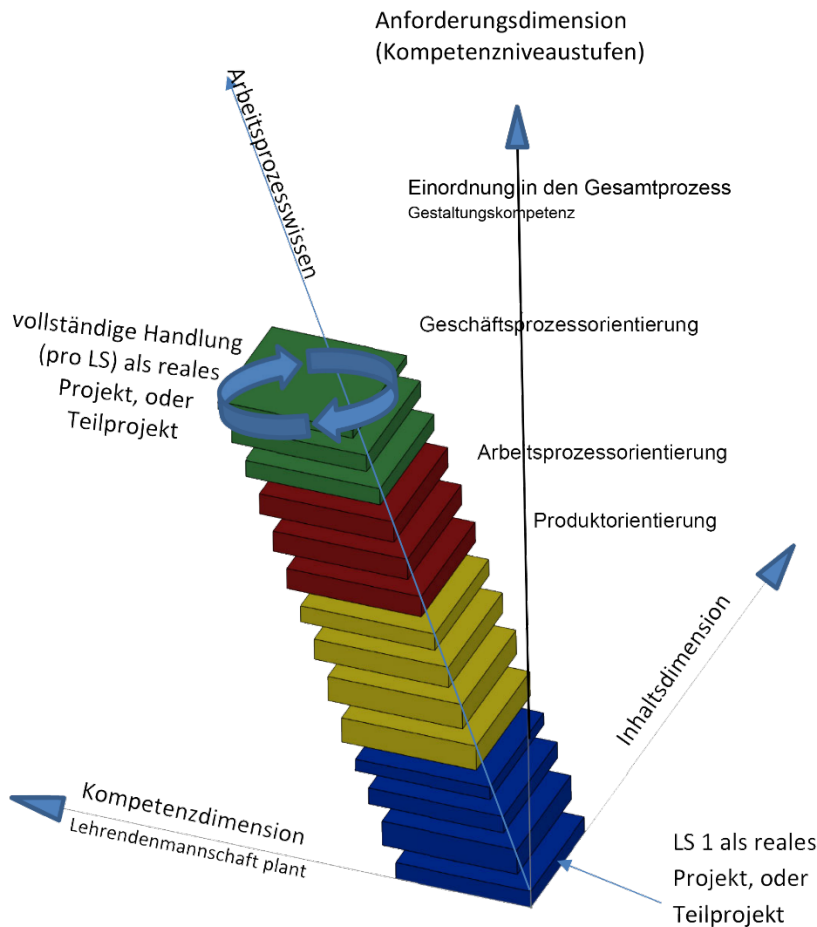 Anforderungsdimension
(Kompetenzniveaustufen)
Arbeitsprozesswissen
Einordnung in den Gesamtprozess
Gestaltungskompetenz
vollständige Handlung
(pro LS) als reales
Projekt, oder
Teilprojekt
Geschäftsprozessorientierung
Arbeitsprozessorientierung
Produktorientierung
Inhaltsdimension
Kompetenzdimension
Lehrendenmannschaft plant
LS 1 als reales
Projekt, oder
Teilprojekt